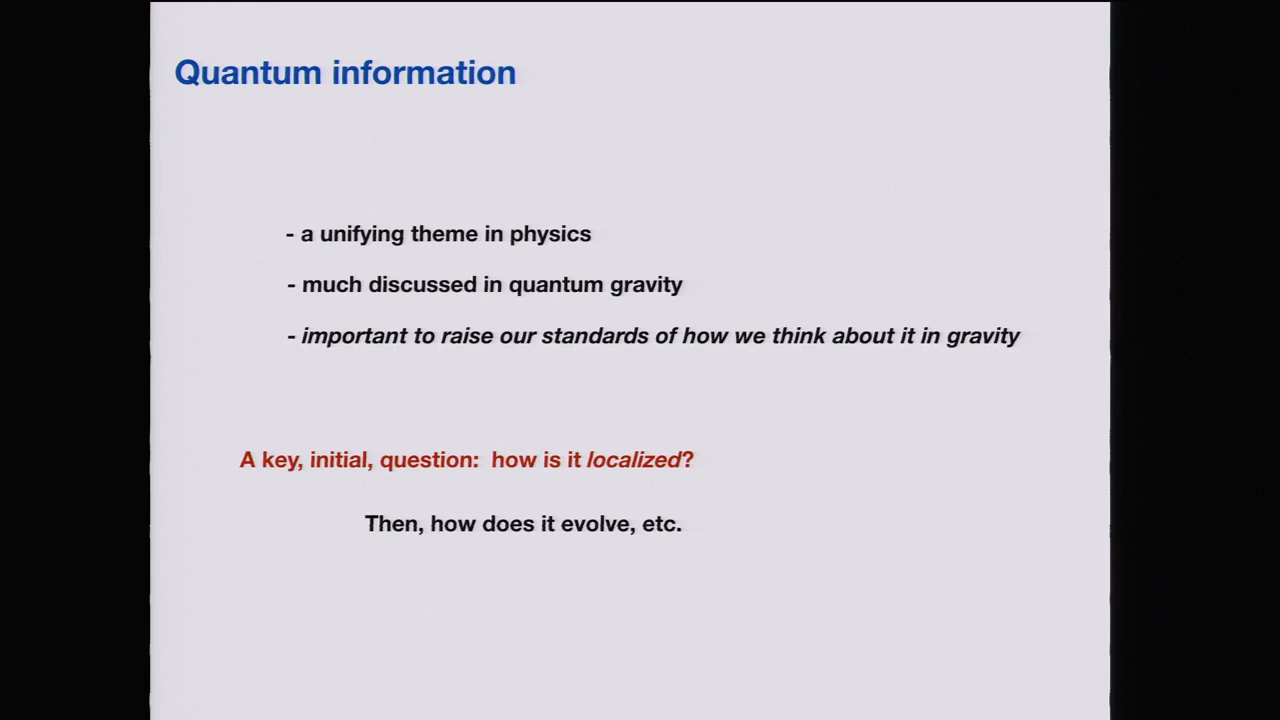 Quantum information
- a unifying theme in physics
- much discussed in quantum gravity
- important to raise our standards of how we think about it in gravity
A key, initial, question: how is it localized?
Then, how does it evolve, etc.